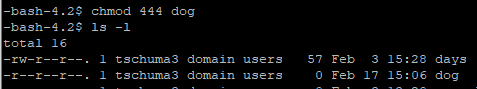 -bash-4.2$ chmod 444 dog
-bash-4.2$ ls -l
total 16
-rw-r--r--. 1 tschuma3 domain users   57 Feb  3 15:28 days
-r--r--r--. 1 tschuma3 domain users    0 Feb 17 15:06 dog